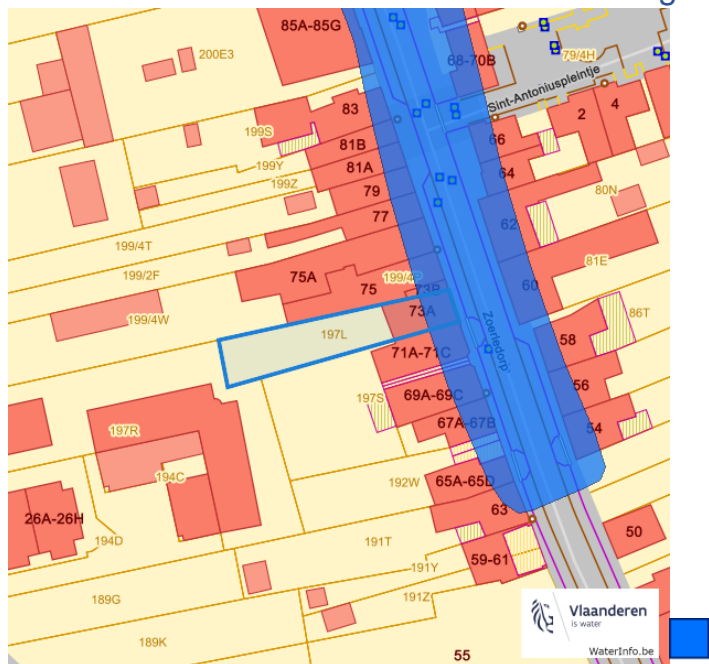 85A-85G
200E3
68-70B
79/4H
Sint-Antoniuspleintje
83
2
4
199S
66
81B
199Y
81A
64
199Z
79
80N
77
62
199/4T
81E
199/2F
75A
199/4P
75
73B
60
199/4W
73A
86T
197L
Zoerledorp
58
71A-71C
56
197S
69A-69C
67A-67B
54
197R
194C
192W
65A-65D
26A-26H
63
50
194D
191T
59-61
191Y
189G
191Z
189K
55
Vlaanderen
is water
WaterInfo.be